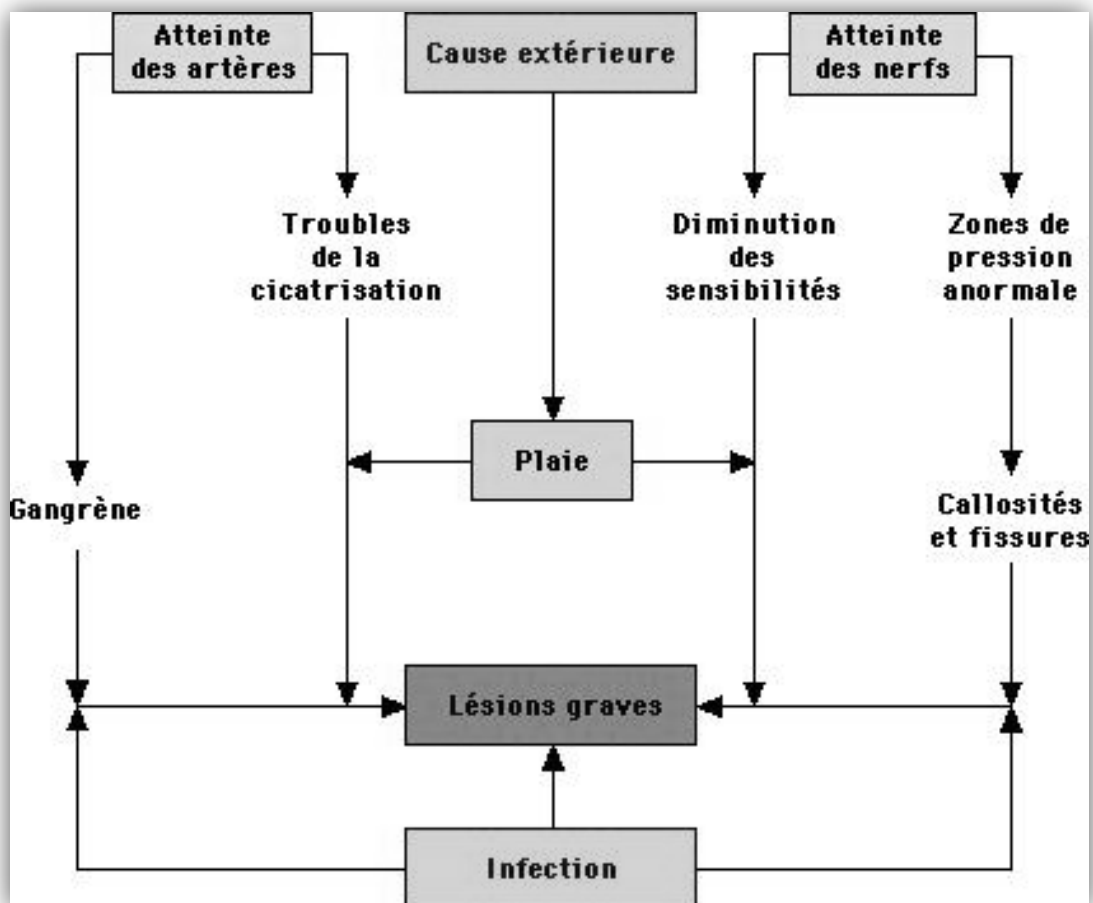 Atteinte
des artères
Cause extérieure
Atteinte
des nerfs
Troubles
de la
cicatrisation
Diminution
des
sensibilités
Zones de
pression
anormale
Plaie
Gangrène
Callosités
et fissures
Lésions graves
Infection